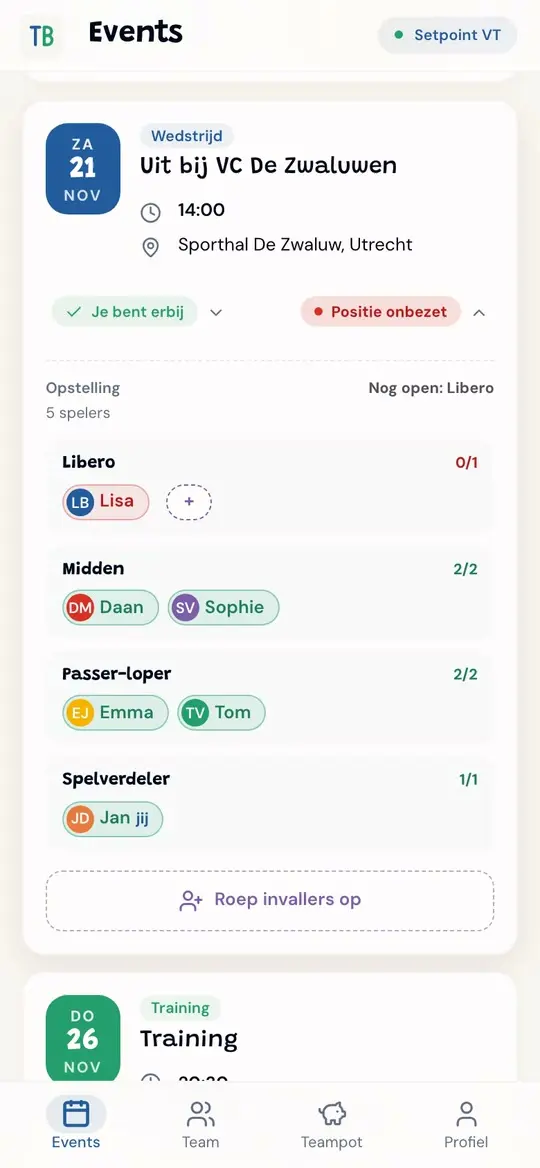 TB Events Setpoint VT
ZA
21
NOV
Wedstrijd
Uit bij VC De Zwaluwen
14:00
Sporthal De Zwaluw, Utrecht
Je bent erbij Positie onbezet
Opstelling Nog open: Libero
5 spelers
Libero 0/1
LB Lisa +
Midden 2/2
DM Daan SV Sophie
Passer-loper 2/2
EJ Emma TV Tom
Spelverdeler 1/1
JD Jan jij
Roep invallers op
DO
26
NOV
Training
Training
Events Team Teampot Profiel